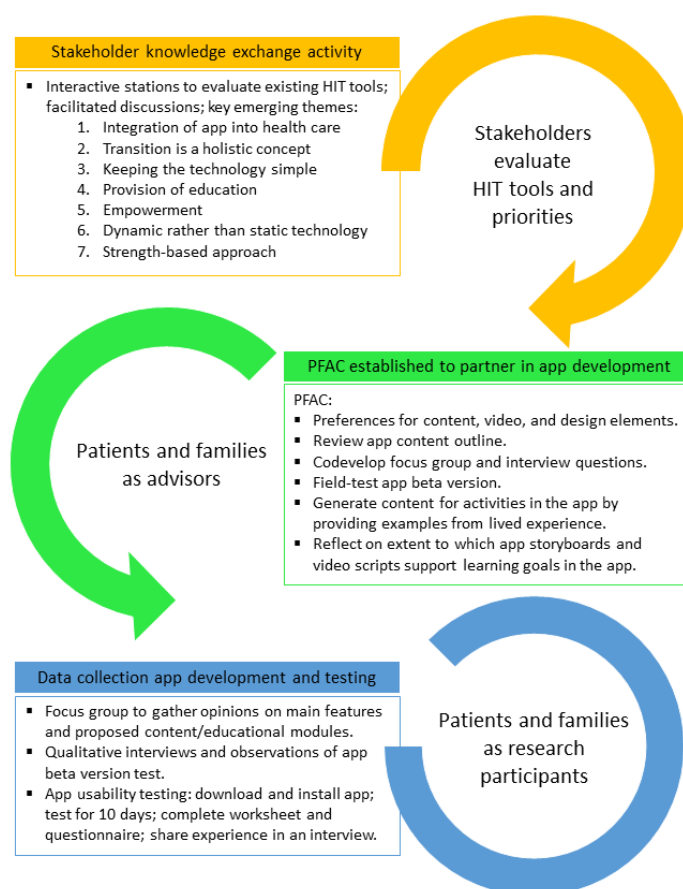 Stakeholder knowledge exchange activity
▪ Interactive stations to evaluate existing HIT tools;
facilitated discussions; key emerging themes:
1. Integration of app into health care
2. Transition is a holistic concept
3. Keeping the technology simple
4. Provision of education
5. Empowerment
6. Dynamic rather than static technology
7. Strength-based approach
Stakeholders
evaluate
HIT tools and
priorities
PFAC established to partner in app development
PFAC:
▪ Preferences for content, video, and design elements.
▪ Review app content outline.
▪ Codevelop focus group and interview questions.
▪ Field-test app beta version.
▪ Generate content for activities in the app by
providing examples from lived experience.
▪ Reflect on extent to which app storyboards and
video scripts support learning goals in the app.
Patients and families
as advisors
Data collection app development and testing
▪ Focus group to gather opinions on main features
and proposed content/educational modules.
▪ Qualitative interviews and observations of app
beta version test.
▪ App usability testing: download and install app;
test for 10 days; complete worksheet and
questionnaire; share experience in an interview.
Patients and families
as research
participants